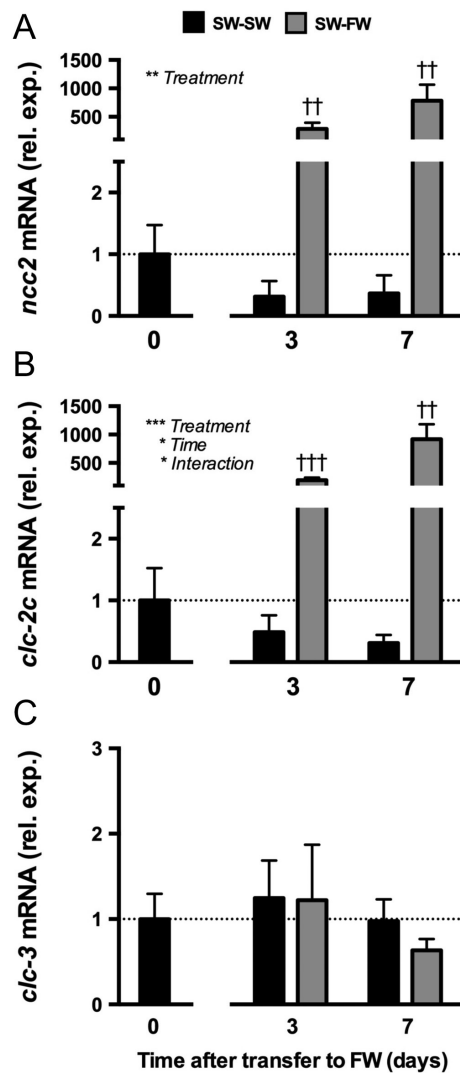 A
SW-SW SW-FW
ncc2 mRNA (rel. exp.)
1500
1000
500
2
1
0
** Treatment
††
††
0 3 7
B
clc-2c mRNA (rel. exp.)
1500
1000
500
2
1
0
*** Treatment
* Time
* Interaction
†††
††
0 3 7
C
clc-3 mRNA (rel. exp.)
3
2
1
0
0 3 7
Time after transfer to FW (days)